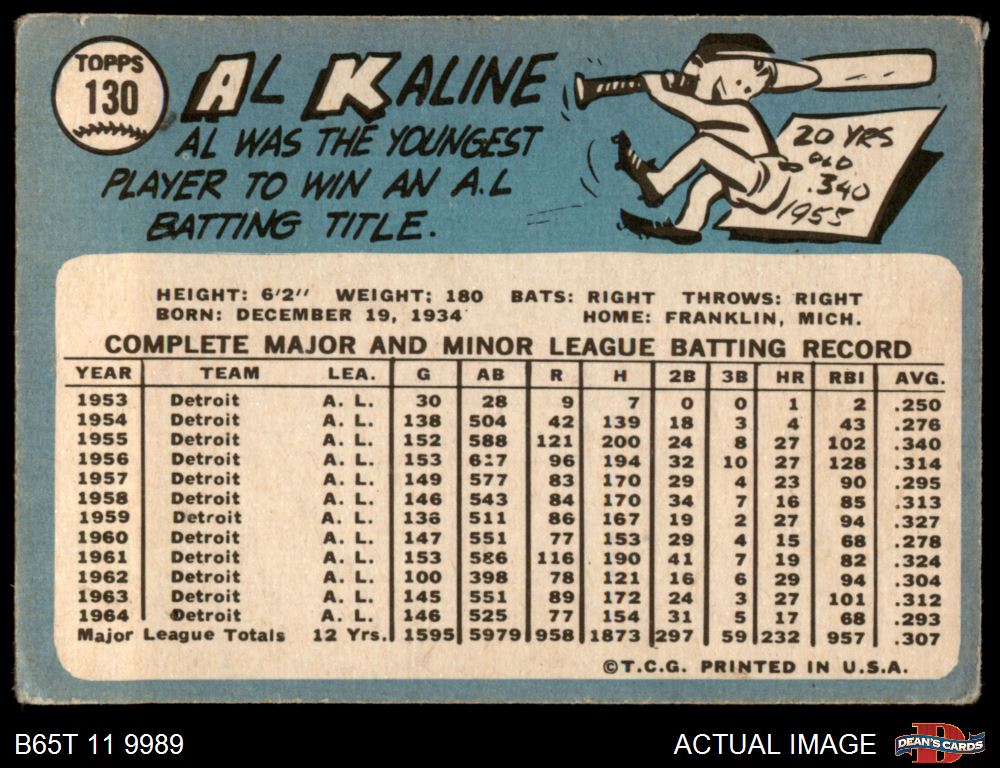 TOPPS
130
AL KALINE
AL WAS THE YOUNGEST
PLAYER TO WIN AN A.L
BATTING TITLE.
20 YRS
OLD
.340
1955
HEIGHT: 6'2" WEIGHT: 180 BATS: RIGHT THROWS: RIGHT
BORN: DECEMBER 19, 1934 HOME: FRANKLIN, MICH.
COMPLETE MAJOR AND MINOR LEAGUE BATTING RECORD
YEAR TEAM LEA. G AB R H 2B 3B HR RBI AVG.
1953 Detroit A. L. 30 28 9 7 0 0 1 2 .250
1954 Detroit A. L. 138 504 42 139 18 3 4 43 .276
1955 Detroit A. L. 152 588 121 200 24 8 27 102 .340
1956 Detroit A. L. 153 617 96 194 32 10 27 128 .314
1957 Detroit A. L. 149 577 83 170 29 4 23 90 .295
1958 Detroit A. L. 146 543 84 170 34 7 16 85 .313
1959 Detroit A. L. 136 511 86 167 19 2 27 94 .327
1960 Detroit A. L. 147 551 77 153 29 4 15 68 .278
1961 Detroit A. L. 153 586 116 190 41 7 19 82 .324
1962 Detroit A. L. 100 398 78 121 16 6 29 94 .304
1963 Detroit A. L. 145 551 89 172 24 3 27 101 .312
1964 Detroit A. L. 146 525 77 154 31 5 17 68 .293
Major League Totals 12 Yrs. 1595 5979 958 1873 297 59 232 957 .307
©T.C.G. PRINTED IN U.S.A.
B65T 11 9989 ACTUAL IMAGE
DEAN'S CARDS